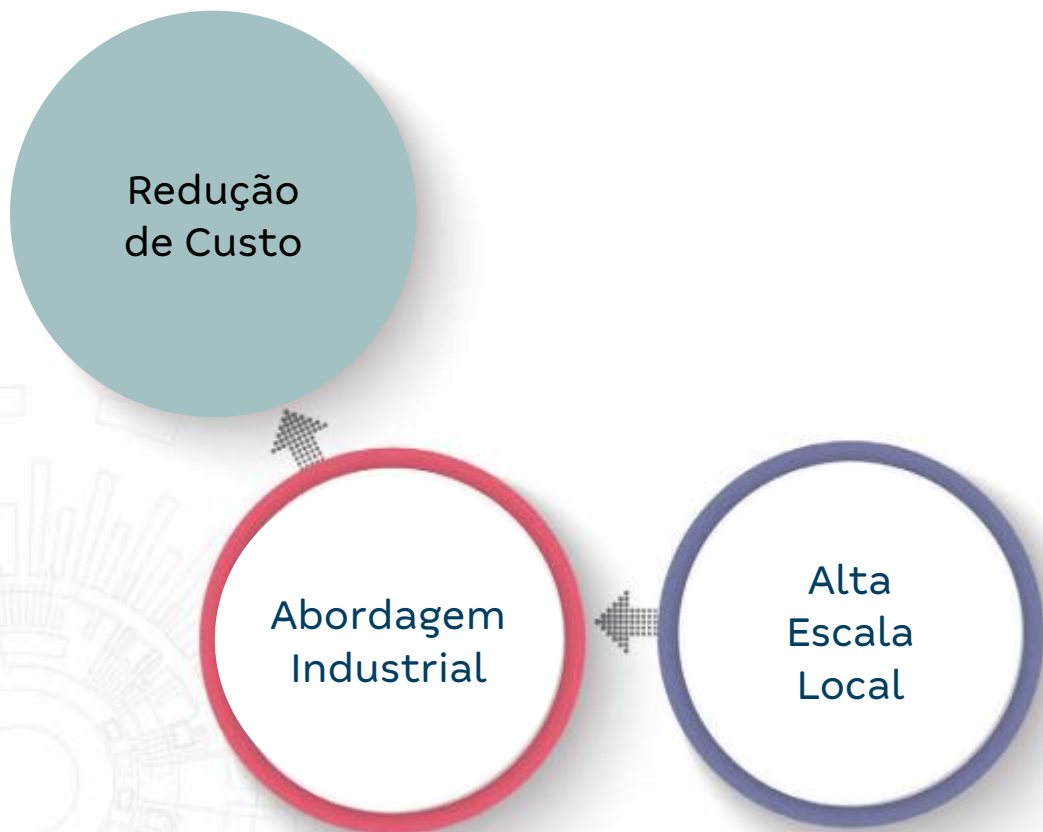 Redução
de Custo
Abordagem
Industrial
Alta
Escala
Local